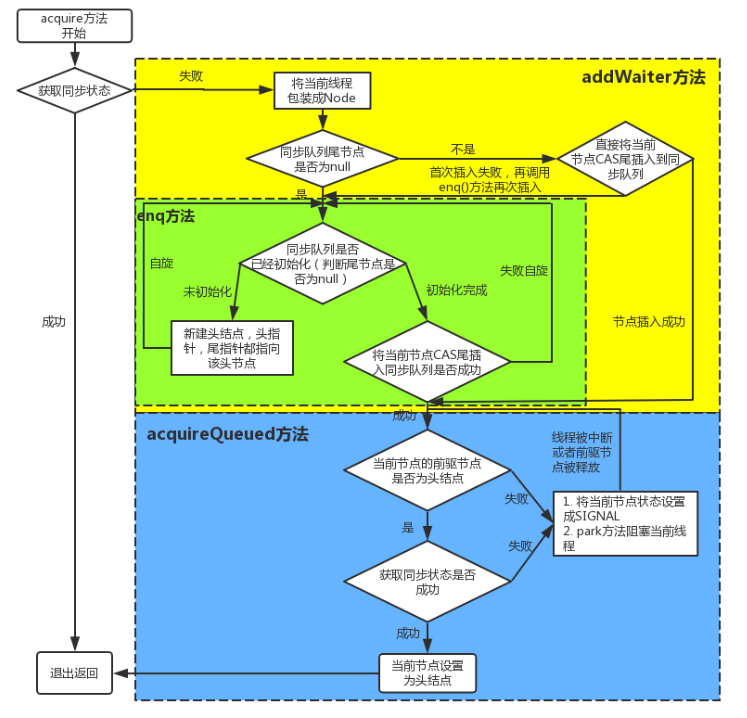 acquire方法
开始
获取同步状态
失败
addWaiter方法
将当前线程
包装成Node
同步队列尾节点
是否为null
不是
直接将当前
节点CAS尾插入到同
步队列
首次插入失败，再调用
enq()方法再次插入
是
enq方法
同步队列是否
已经初始化（判断尾节点是
否为null）
自旋
失败自旋
未初始化
初始化完成
成功
节点插入成功
新建头结点，头指
针，尾指针都指向
该头节点
将当前节点CAS尾插
入同步队列是否成功
成功
acquireQueued方法
线程被中断
或者前驱节
点被释放
当前节点的前驱节点
是否为头结点
失败
1. 将当前节点状态设置
成SIGNAL
2. park方法阻塞当前线
程
是
失败
获取同步状态是否
成功
成功
当前节点设置
为头结点
退出返回